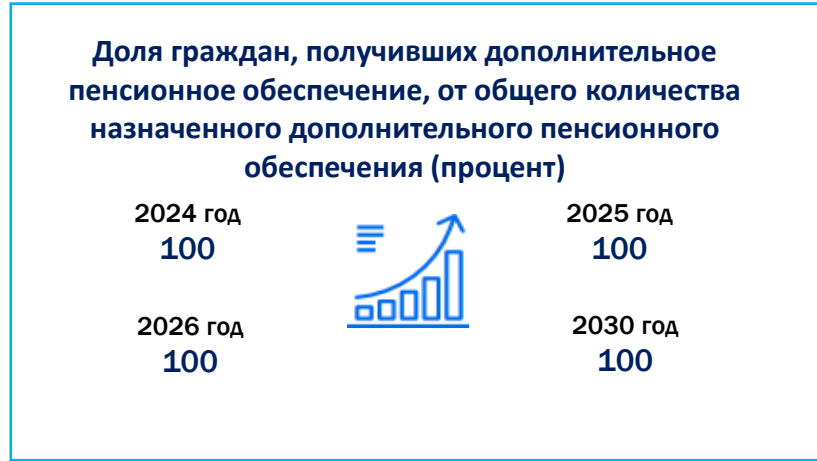 Доля граждан, получивших дополнительное
пенсионное обеспечение, от общего количества
назначенного дополнительного пенсионного
обеспечения (процент)
2024 год
100
2025 год
100
2026 год
100
2030 год
100